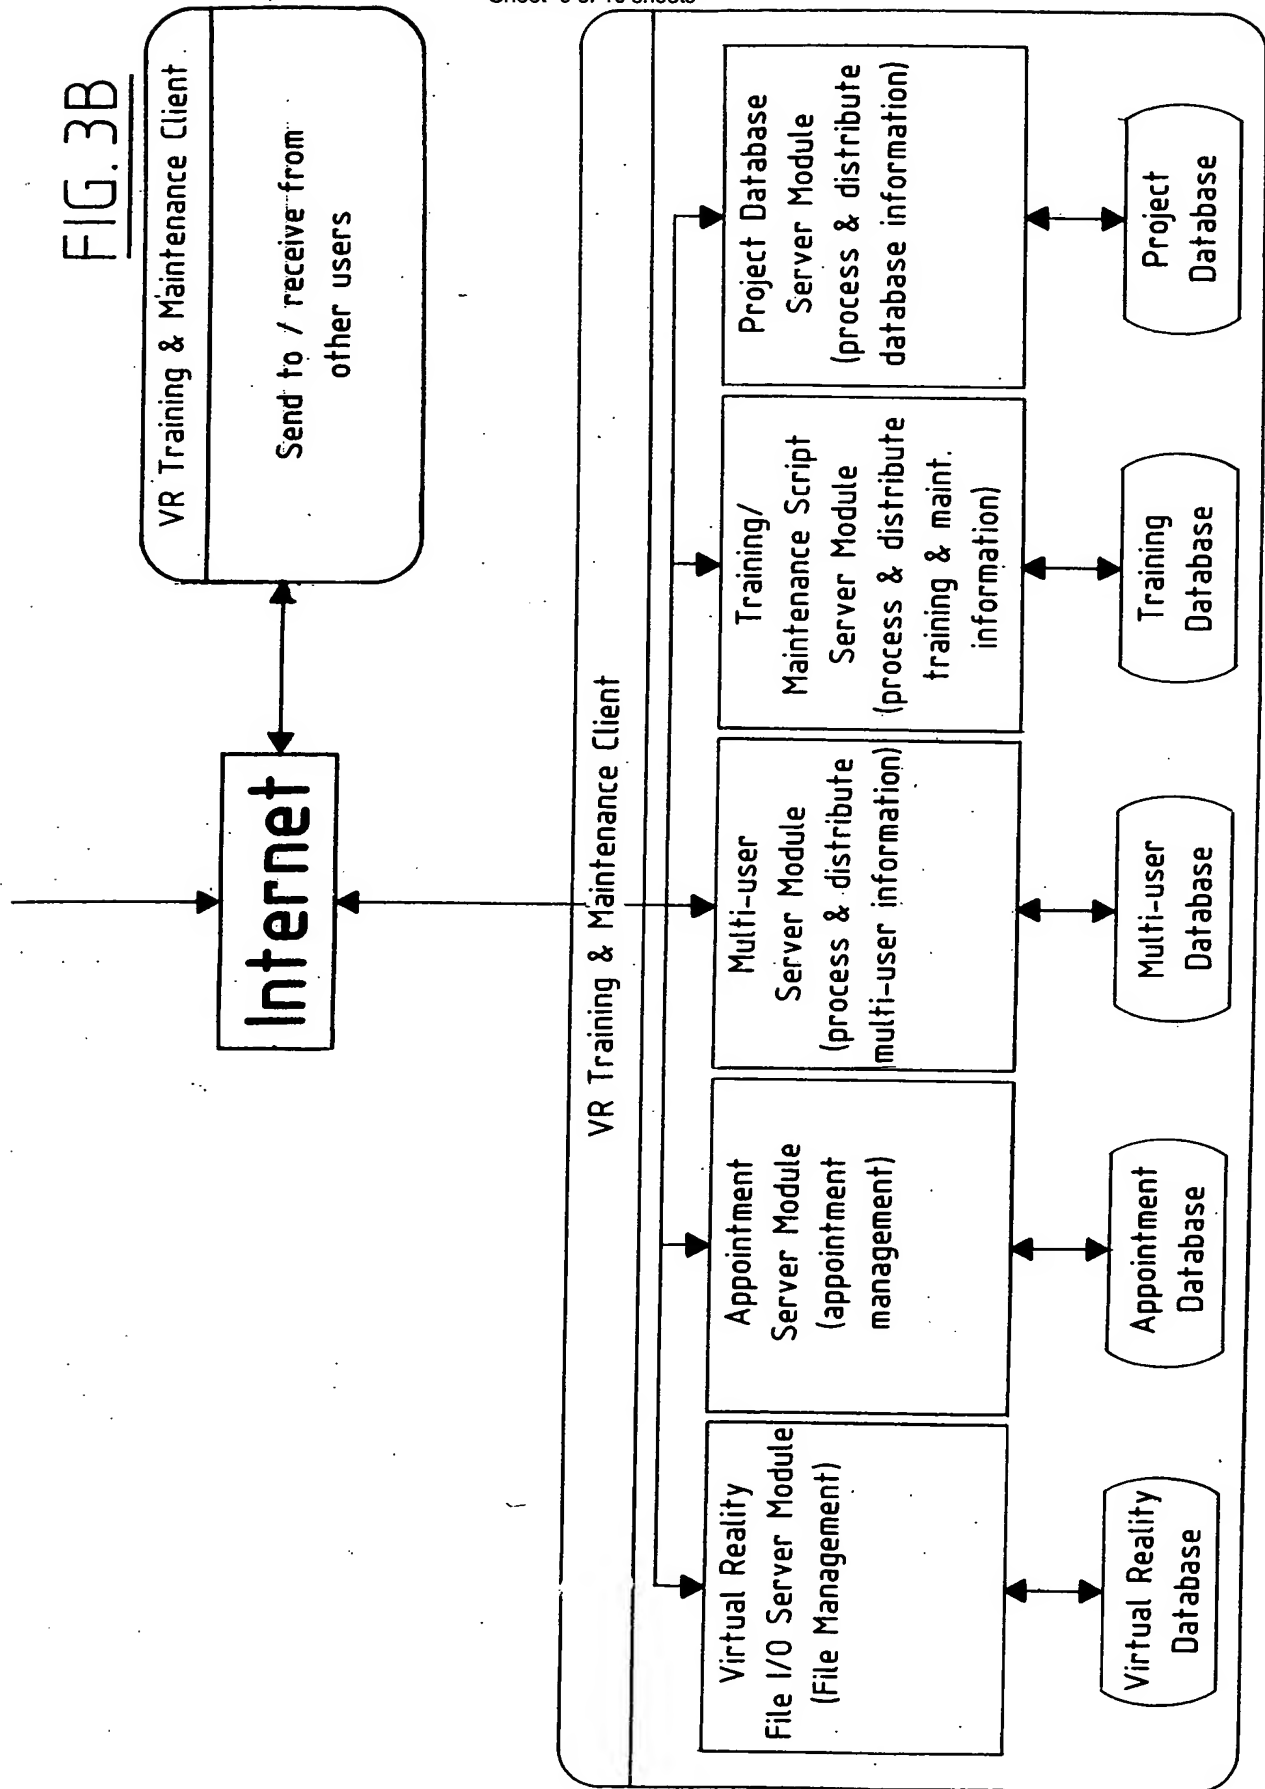 Sheet of sheets
FIG. 3B
VR Training & Maintenance Client
Send to / receive from
other users
Internet
VR Training & Maintenance Client
Virtual Reality
File I/O Server Module
(File Management)
Appointment
Server Module
(appointment
management)
Multi-user
Server Module
(process & distribute
multi-user information)
Training/
Maintenance Script
Server Module
(process & distribute
training & maint.
information)
Project Database
Server Module
(process & distribute
database information)
Virtual Reality
Database
Appointment
Database
Multi-user
Database
Training
Database
Project
Database